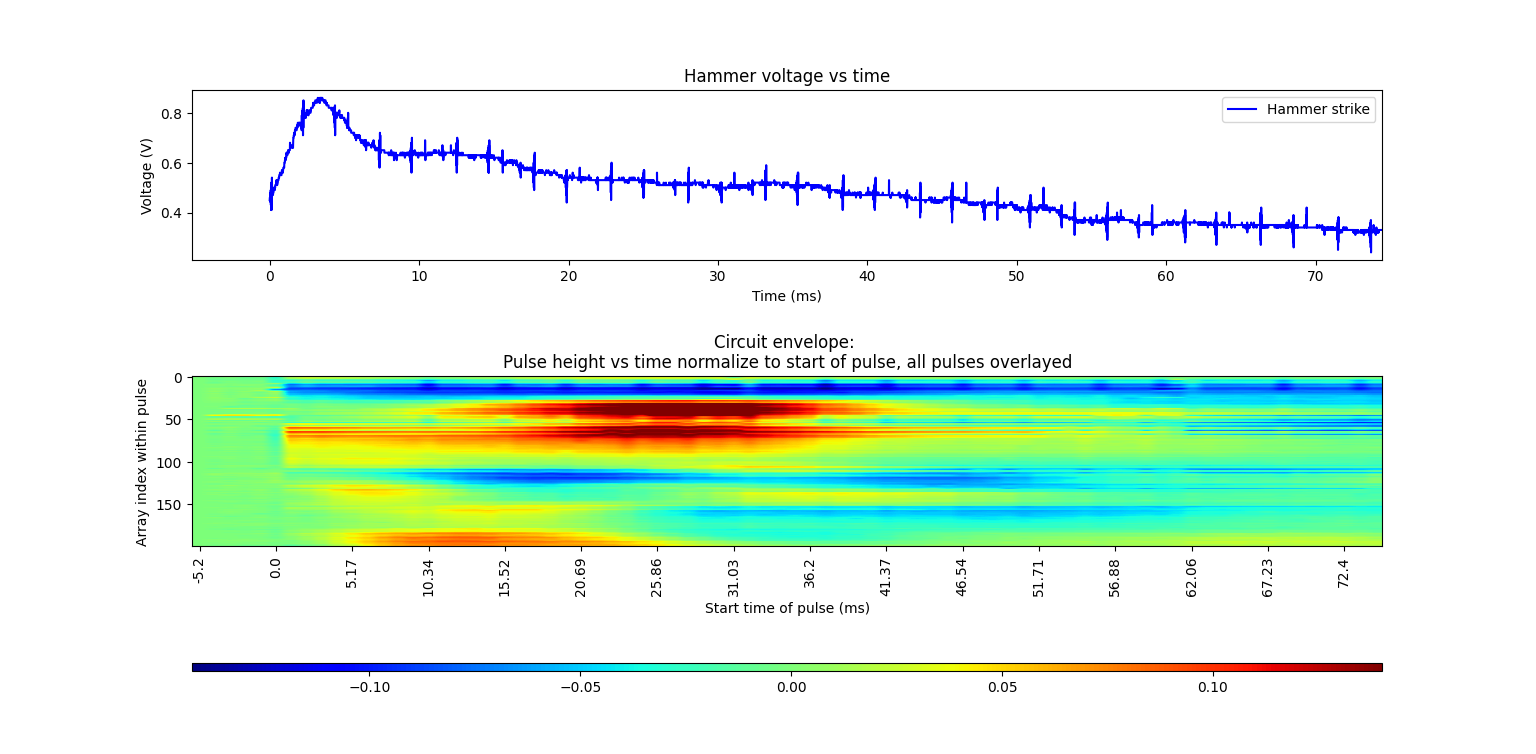 Hammer voltage vs time
Hammer strike
Voltage (V)
0.8
0.6
0.4
0 10 20 30 40 50 60 70
Time (ms)
Circuit envelope:
Pulse height vs time normalize to start of pulse, all pulses overlayed
Array index within pulse
0
50
100
150
-5.2 0.0 5.17 10.34 15.52 20.69 25.86 31.03 36.2 41.37 46.54 51.71 56.88 62.06 67.23 72.4
Start time of pulse (ms)
−0.10 −0.05 0.00 0.05 0.10